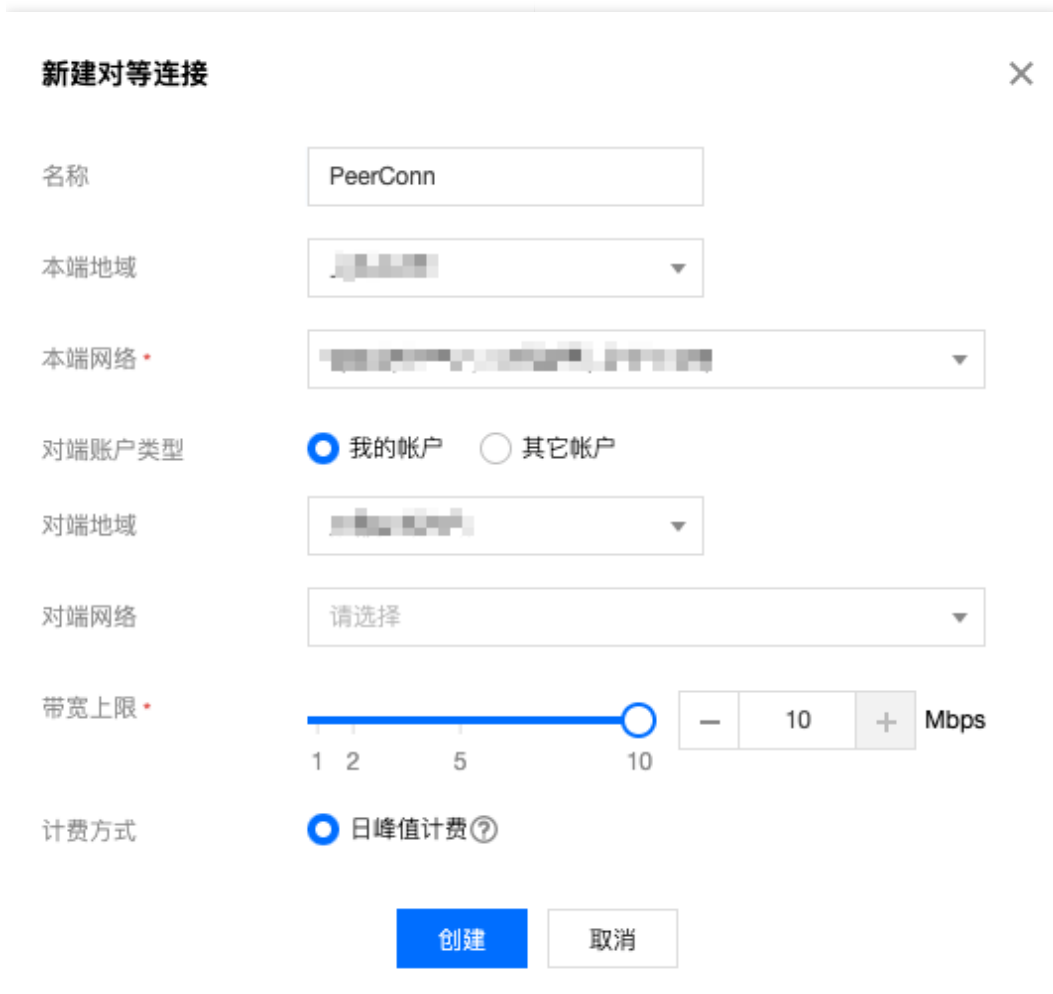 新建对等连接
名称 PeerConn
本端地域
本端网络 *
对端账户类型 我的帐户 其它帐户
对端地域
对端网络 请选择
带宽上限 * 10 Mbps
1 2 5 10
计费方式 日峰值计费
创建 取消